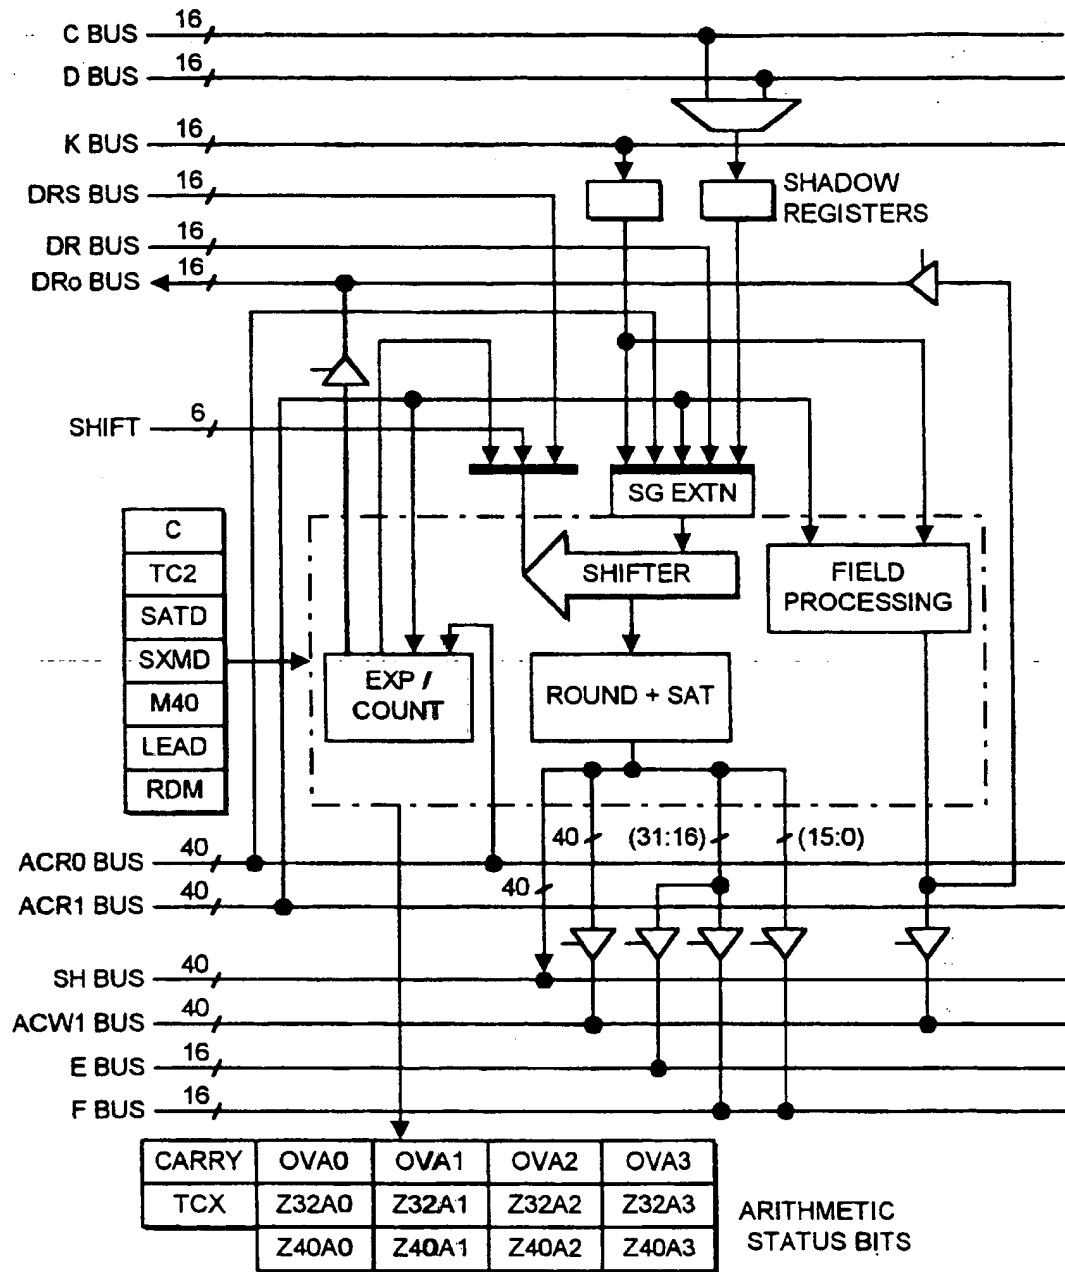 C BUS 16
D BUS 16
K BUS 16
DRS BUS 16
SHADOW
REGISTERS
DR BUS 16
DRo BUS 16
SHIFT 6
SG EXTN
C
TC2
SATD
SXMD
M40
LEAD
RDM
SHIFTER
FIELD
PROCESSING
EXP /
COUNT
ROUND + SAT
40 (31:16) (15:0)
ACR0 BUS 40
40
ACR1 BUS 40
SH BUS 40
ACW1 BUS 40
E BUS 16
F BUS 16
CARRY OVA0 OVA1 OVA2 OVA3
TCX Z32A0 Z32A1 Z32A2 Z32A3
Z40A0 Z40A1 Z40A2 Z40A3
ARITHMETIC
STATUS BITS